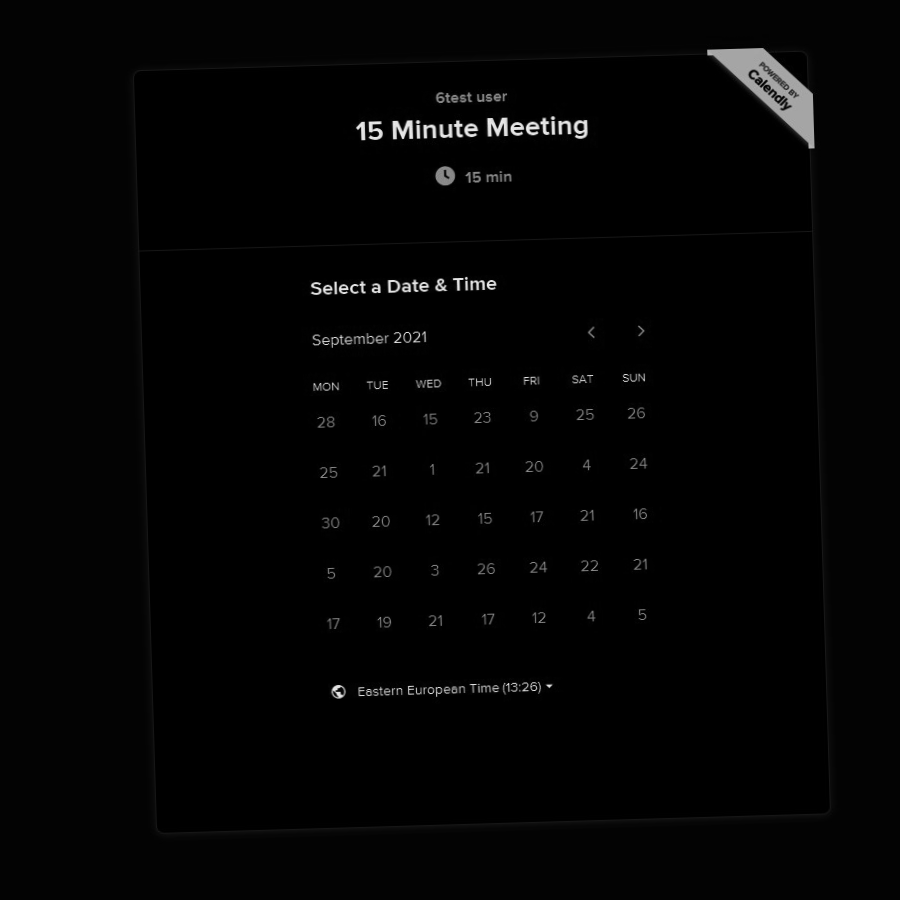 POWERED BY
Calendly
6test user
15 Minute Meeting
15 min
Select a Date & Time
September 2021
MON TUE WED THU FRI SAT SUN
28 16 15 23 9 25 26
25 21 1 21 20 4 24
30 20 12 15 17 21 16
5 20 3 26 24 22 21
17 19 21 17 12 4 5
Eastern European Time (13:26)